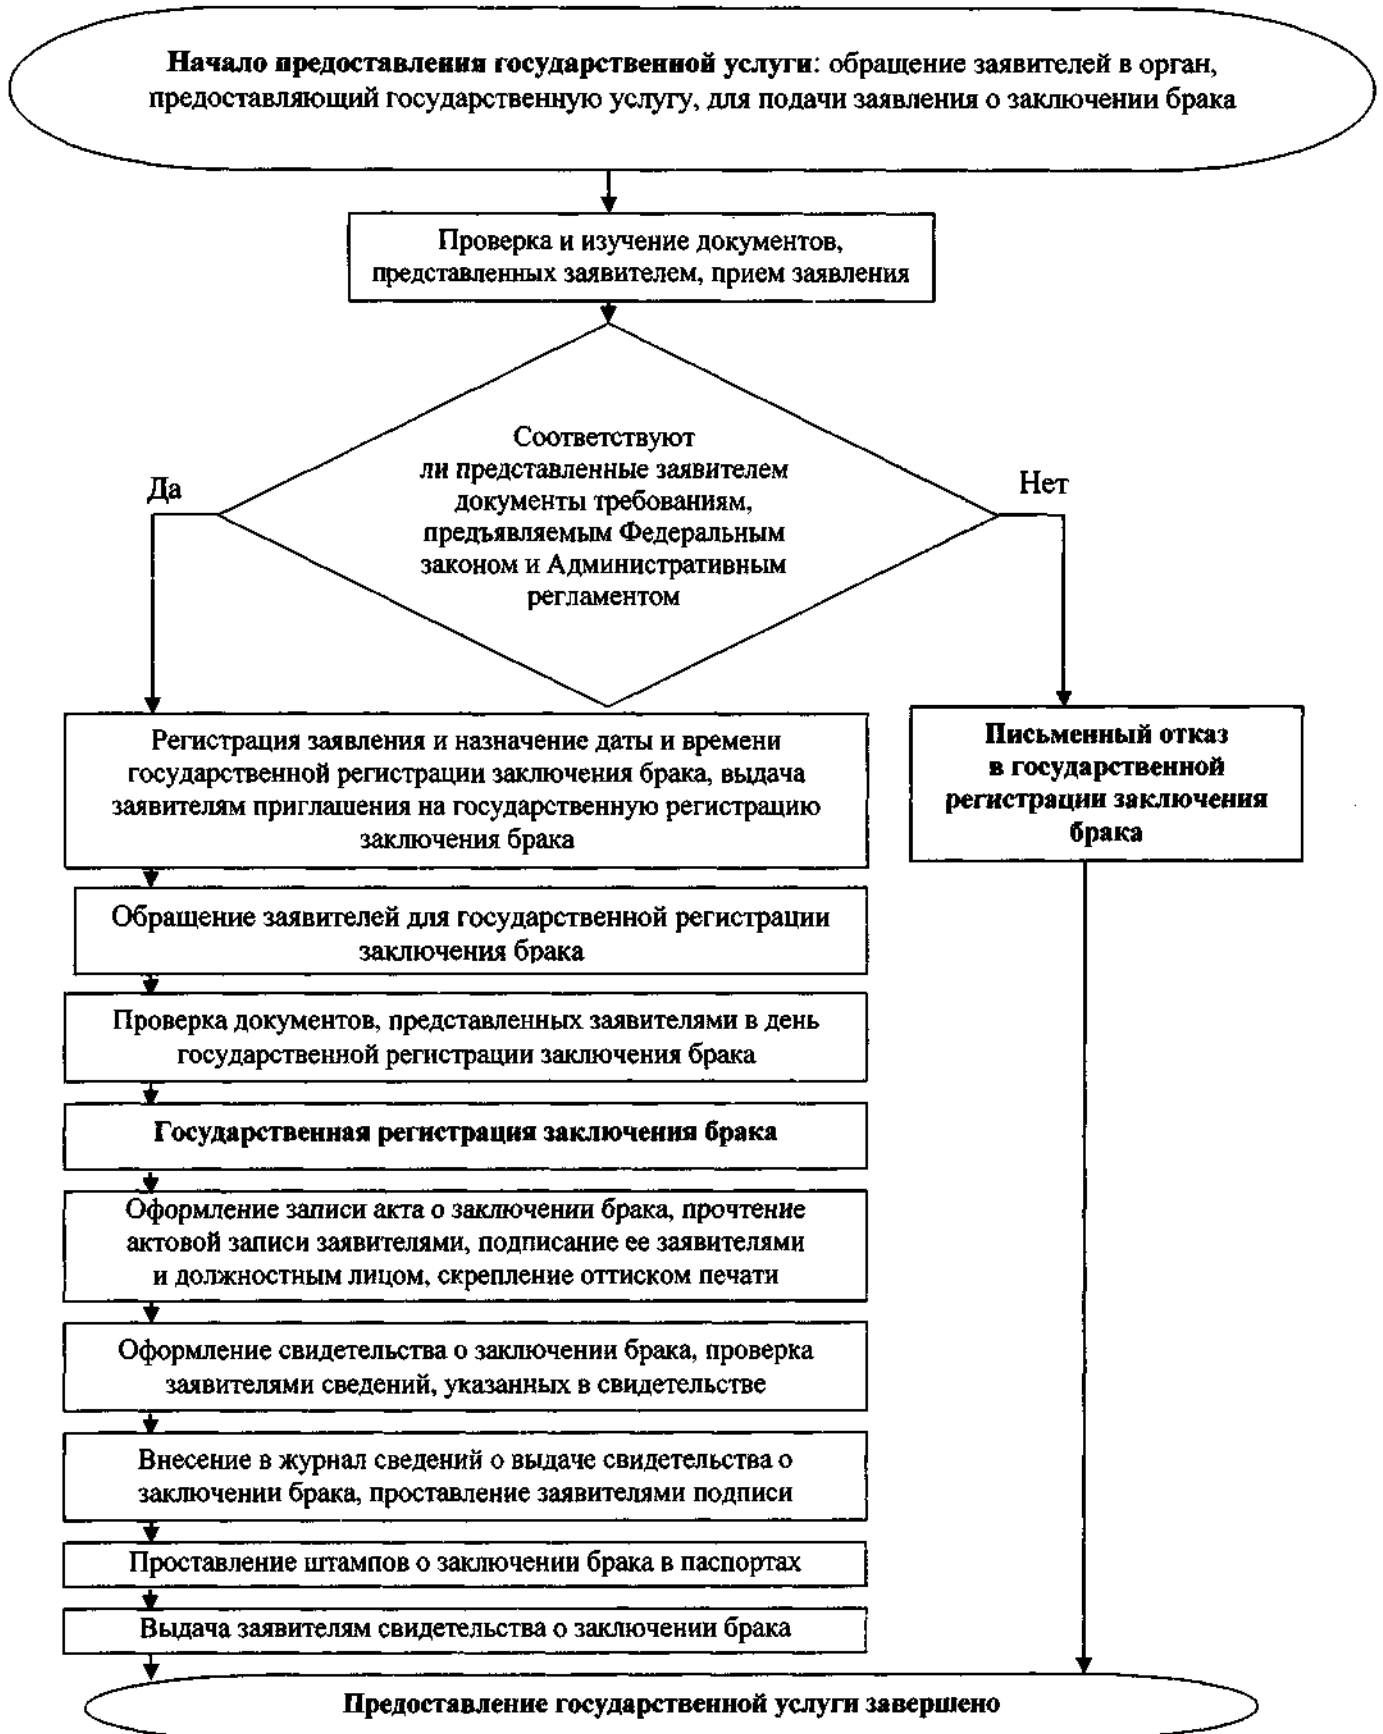 Начало предоставления государственной услуги: обращение заявителей в орган,
предоставляющий государственную услугу, для подачи заявления о заключении брака
Проверка и изучение документов,
представленных заявителем, прием заявления
Соответствуют
ли представленные заявителем
документы требованиям,
предъявляемым Федеральным
законом и Административным
регламентом
Да
Нет
Регистрация заявления и назначение даты и времени
государственной регистрации заключения брака, выдача
заявителям приглашения на государственную регистрацию
заключения брака
Письменный отказ
в государственной
регистрации заключения
брака
Обращение заявителей для государственной регистрации
заключения брака
Проверка документов, представленных заявителями в день
государственной регистрации заключения брака
Государственная регистрация заключения брака
Оформление записи акта о заключении брака, прочтение
актовой записи заявителями, подписание ее заявителями
и должностным лицом, скрепление оттиском печати
Оформление свидетельства о заключении брака, проверка
заявителями сведений, указанных в свидетельстве
Внесение в журнал сведений о выдаче свидетельства о
заключении брака, проставление заявителями подписи
Проставление штампов о заключении брака в паспортах
Выдача заявителям свидетельства о заключении брака
Предоставление государственной услуги завершено